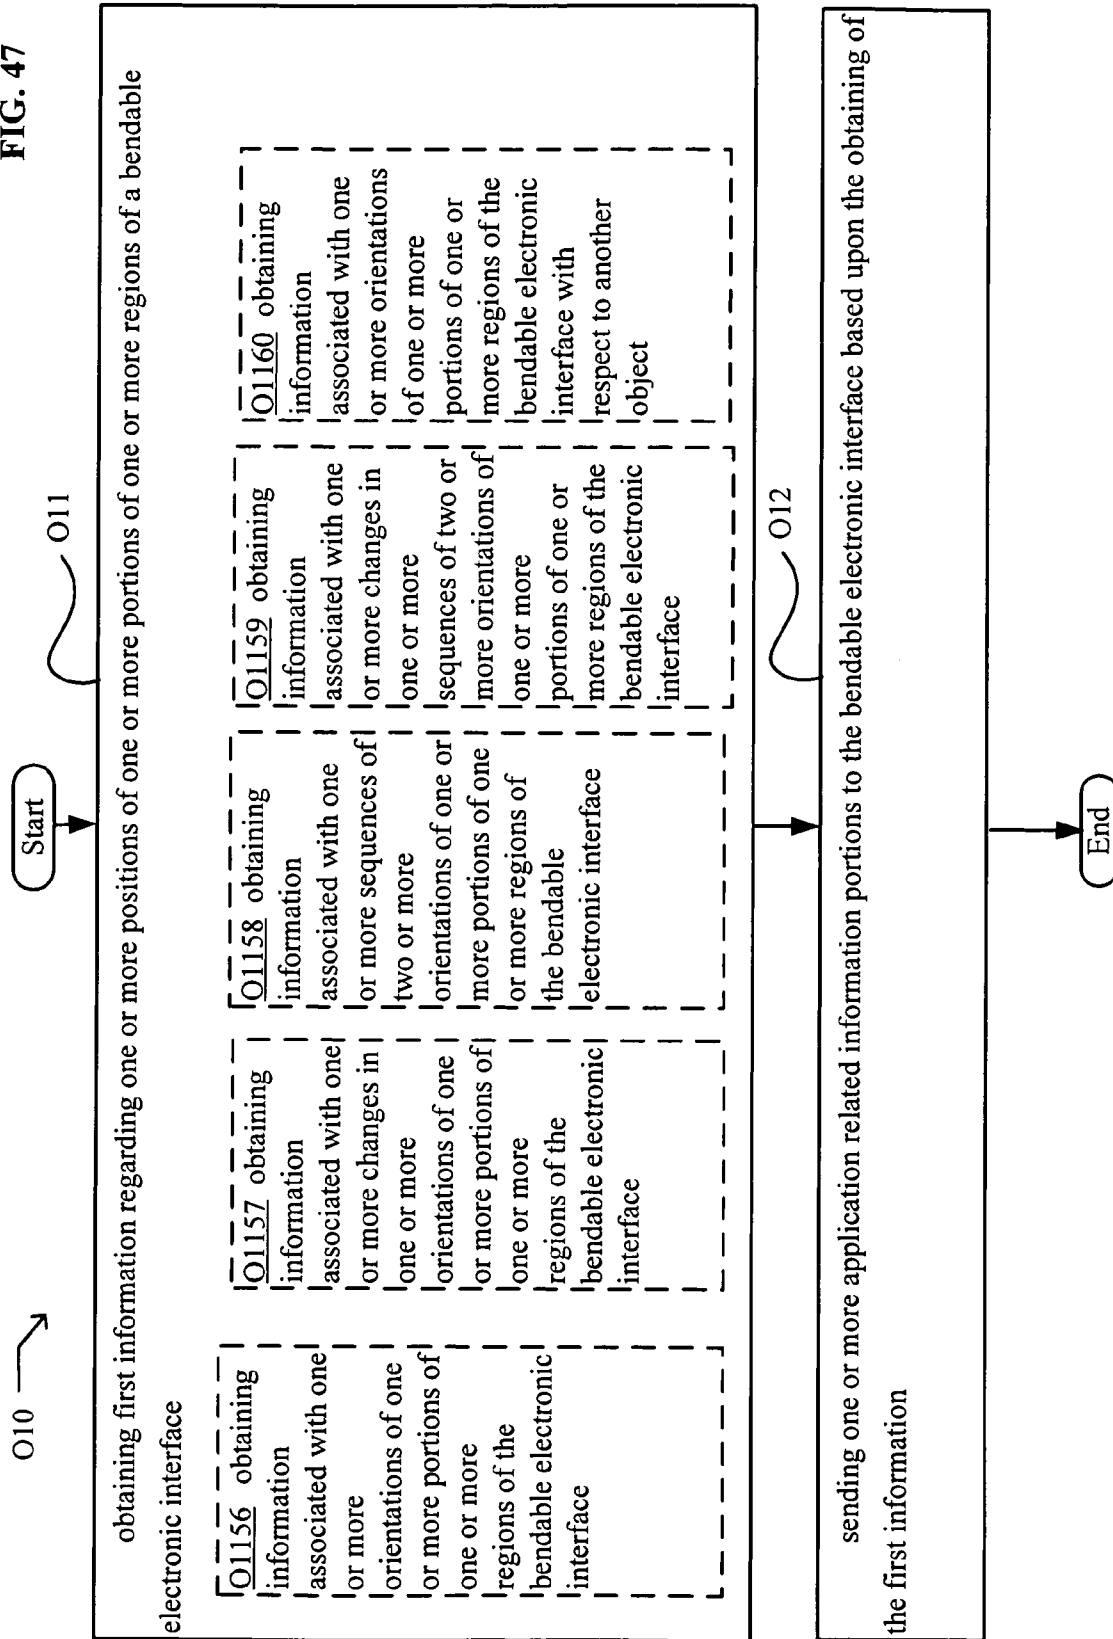 FIG. 47
O10
Start
O11
obtaining first information regarding one or more positions of one or more portions of one or more regions of a bendable
electronic interface
O1156 obtaining
information
associated with one
or more
orientations of one
or more portions of
one or more
regions of the
bendable electronic
interface
O1157 obtaining
information
associated with one
or more changes in
one or more
orientations of one
or more portions of
one or more
regions of the
bendable electronic
interface
O1158 obtaining
information
associated with one
or more sequences of
two or more
orientations of one or
more portions of one
or more regions of
the bendable
electronic interface
O1159 obtaining
information
associated with one
or more changes in
one or more
sequences of two or
more orientations of
one or more
portions of one or
more regions of the
bendable electronic
interface
O1160 obtaining
information
associated with one
or more orientations
of one or more
portions of one or
more regions of the
bendable electronic
interface with
respect to another
object
O12
sending one or more application related information portions to the bendable electronic interface based upon the obtaining of
the first information
End